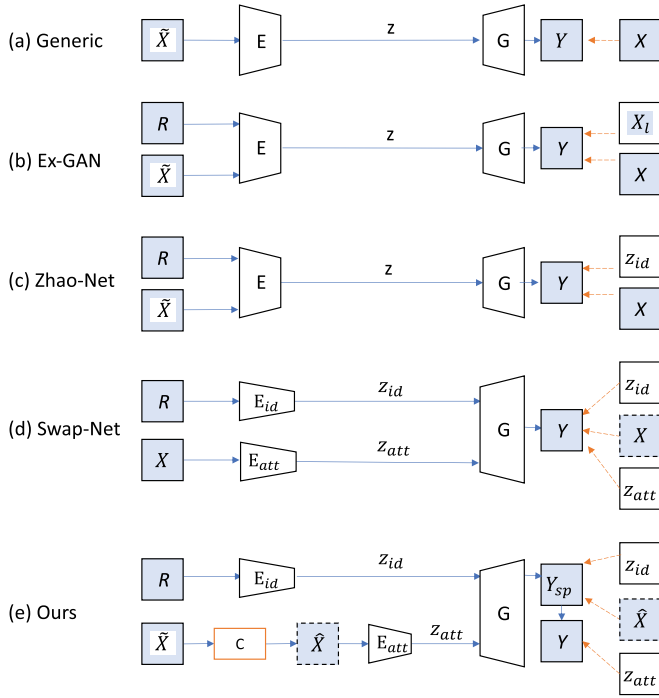 (a) Generic X̃ E z G Y X
R X_l
(b) Ex-GAN E z G Y
X̃ X
R z_id
(c) Zhao-Net E z G Y
X̃ X
R E_id z_id z_id
(d) Swap-Net G Y X
X E_att z_att z_att
R E_id z_id z_id
Y_sp
(e) Ours G X̂
X̃ C X̂ E_att z_att Y
z_att